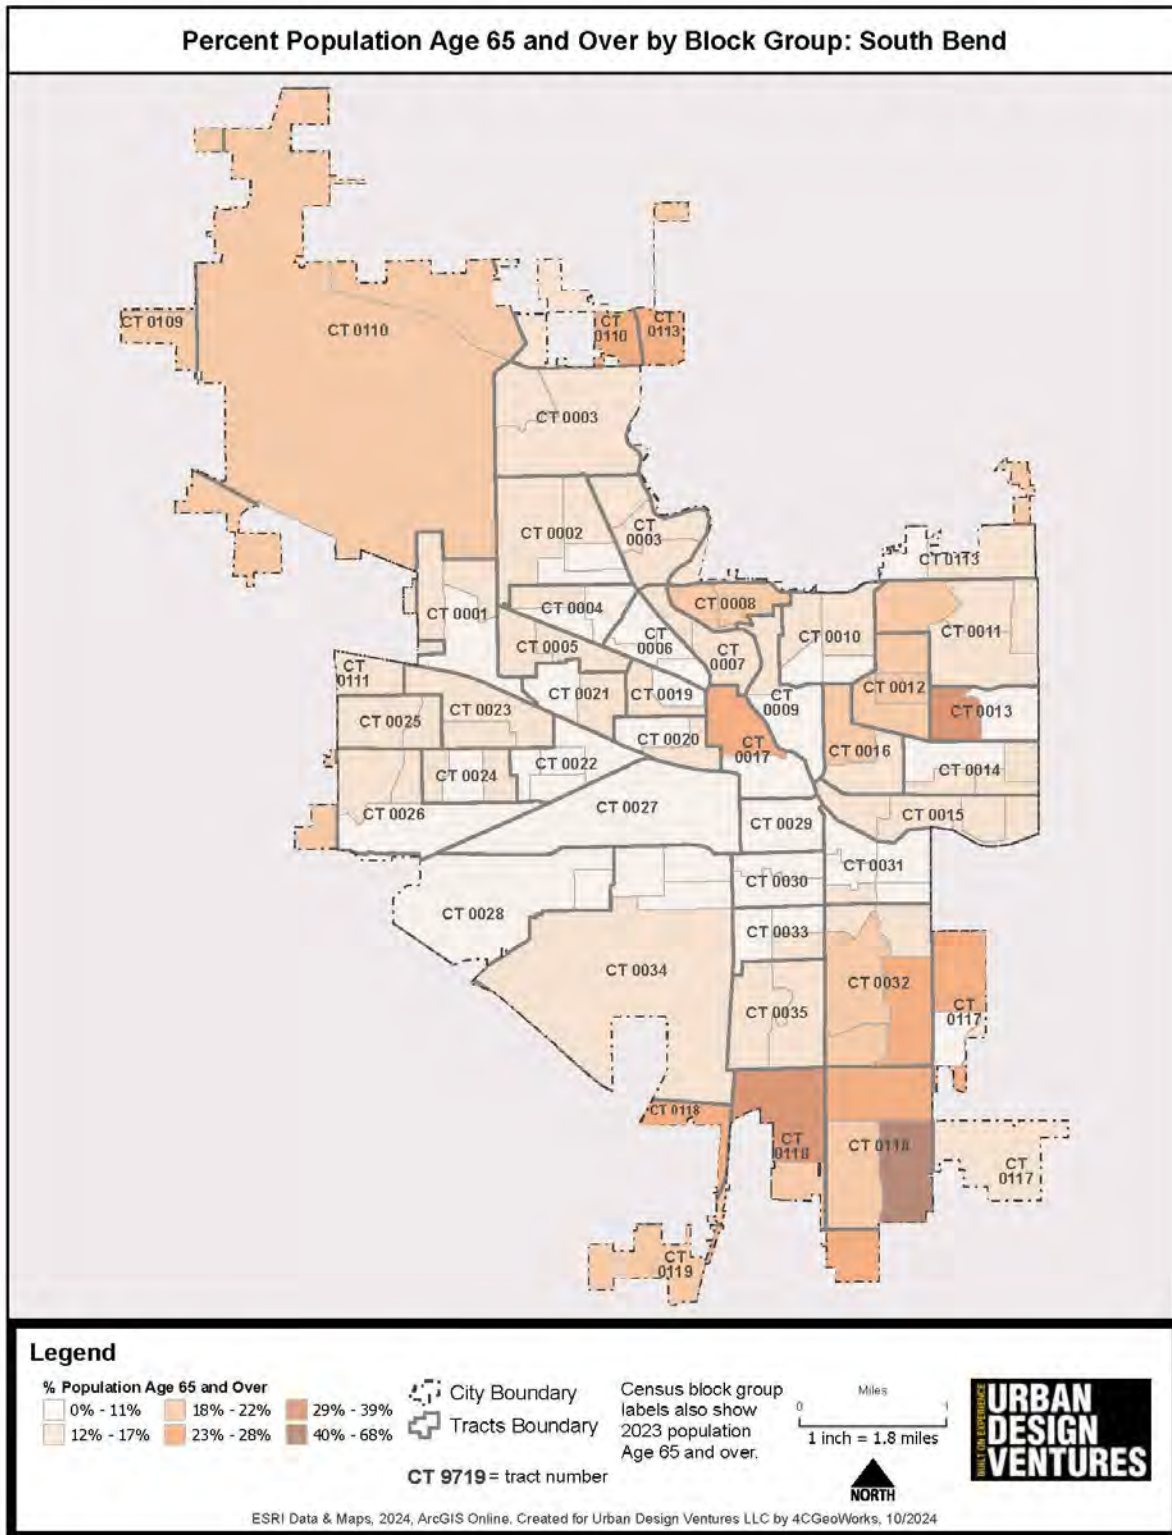 Percent Population Age 65 and Over by Block Group: South Bend
CT 0109
CT 0110
CT
0110
CT
0113
CT 0003
CT 0002
CT
0003
CT 0113
CT 0001
CT 0004
CT 0008
CT 0010
CT 0011
CT 0005
CT
0006
CT
0007
CT
0111
CT 0021
CT 0019
CT
0009
CT 0012
CT 0013
CT 0025
CT 0023
CT 0020
CT
0017
CT 0016
CT 0024
CT 0022
CT 0014
CT 0026
CT 0027
CT 0029
CT 0015
CT 0031
CT 0030
CT 0028
CT 0033
CT 0034
CT 0032
CT 0035
CT
0117
CT 0118
CT
0118
CT 0118
CT
0117
CT
0119
Legend
% Population Age 65 and Over
0% - 11%
12% - 17%
18% - 22%
23% - 28%
29% - 39%
40% - 68%
City Boundary
Tracts Boundary
CT 9719 = tract number
Census block group
labels also show
2023 population
Age 65 and over.
Miles
0 1
1 inch = 1.8 miles
NORTH
BUILT ON EXPERIENCE
URBAN
DESIGN
VENTURES
ESRI Data & Maps, 2024, ArcGIS Online. Created for Urban Design Ventures LLC by 4CGeoWorks, 10/2024